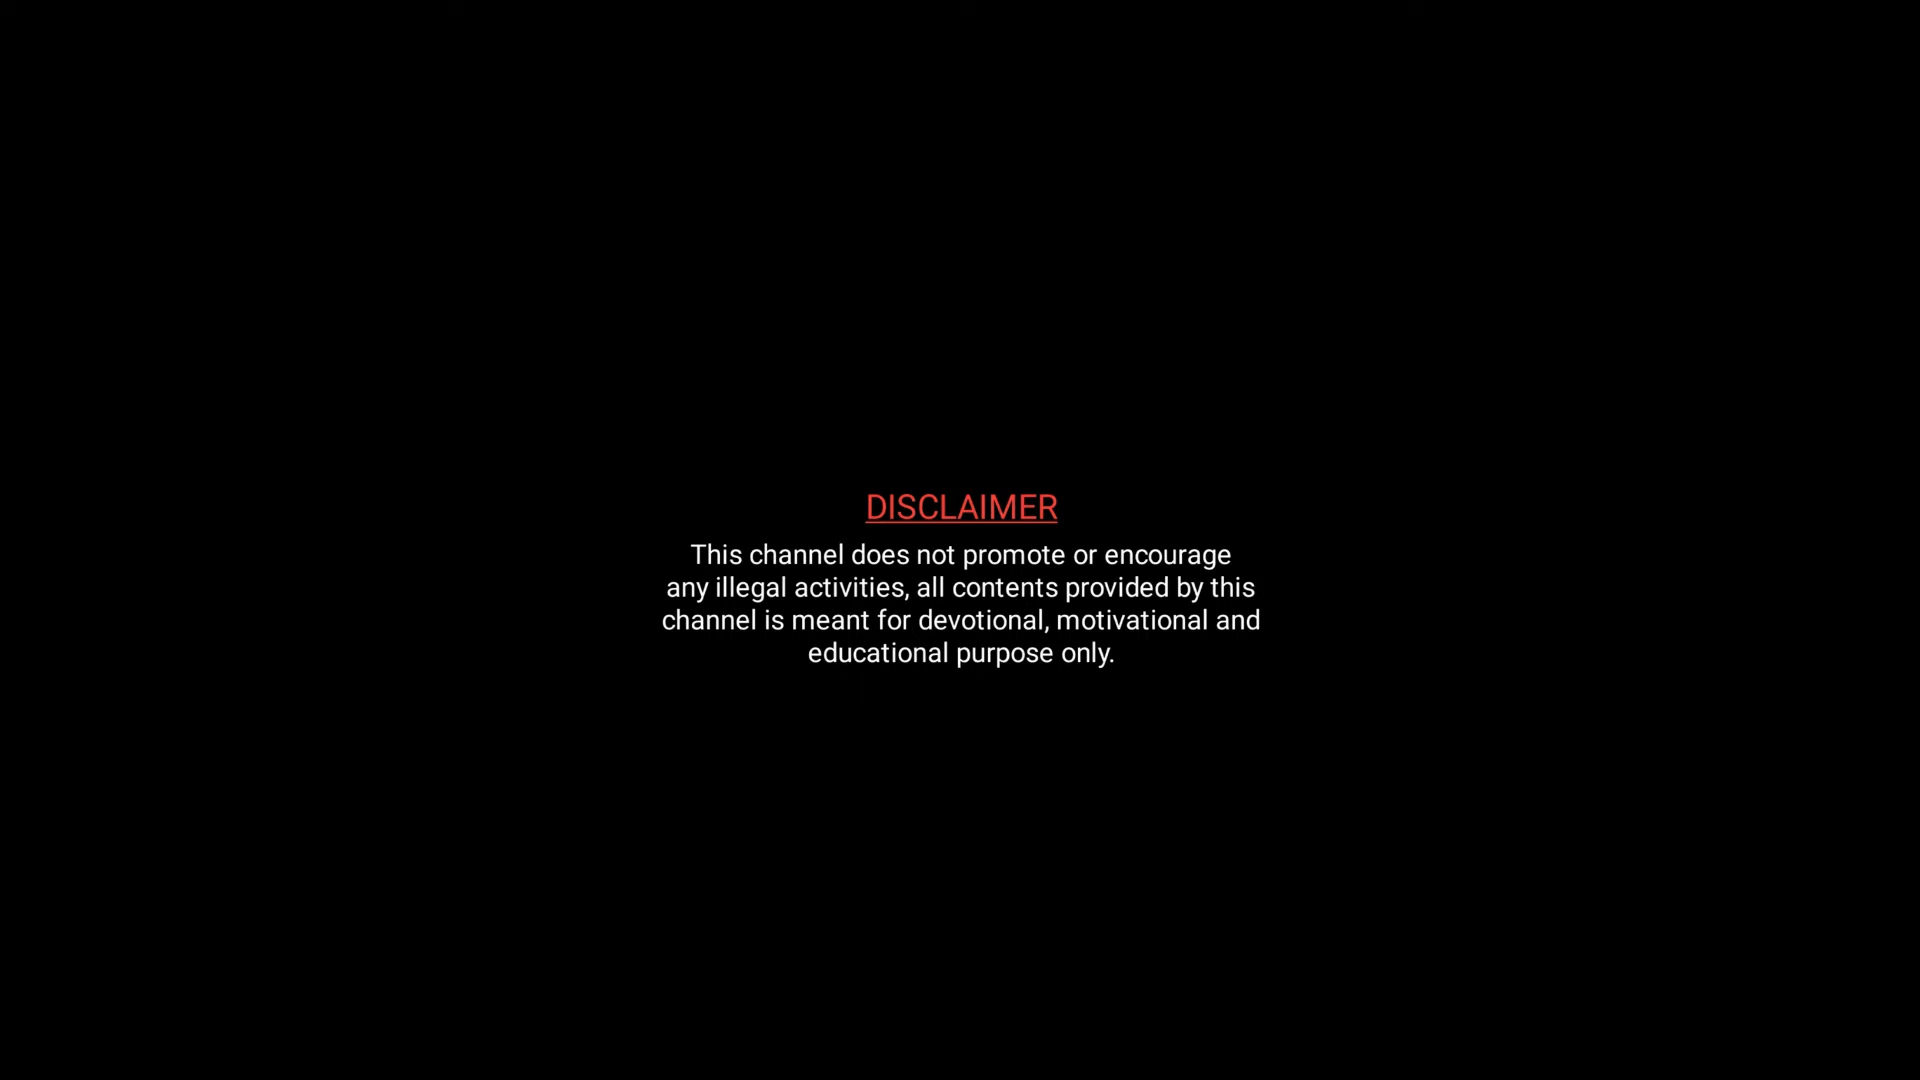 DISCLAIMER
This channel does not promote or encourage
any illegal activities, all contents provided by this
channel is meant for devotional, motivational and
educational purpose only.